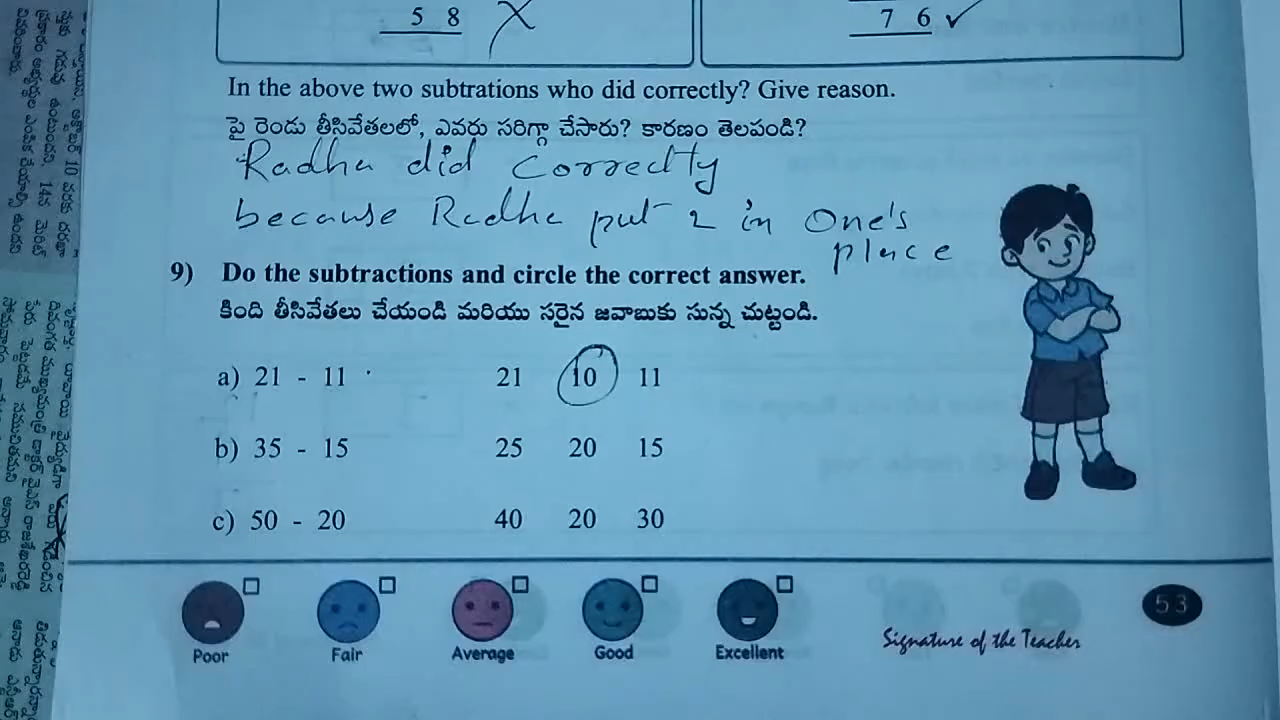 5 8
7 6
In the above two subtrations who did correctly? Give reason.
పై రెండు తీసివేతలలో, ఎవరు సరిగ్గా చేసారు? కారణం తెలపండి?
Radha did Correctly
because Radha put 2 in One's
place
9) Do the subtractions and circle the correct answer.
కింది తీసివేతలు చేయండి మరియు సరైన జవాబుకు సున్న చుట్టండి.
a) 21 - 11 21 10 11
b) 35 - 15 25 20 15
c) 50 - 20 40 20 30
Poor Fair Average Good Excellent
Signature of the Teacher
53